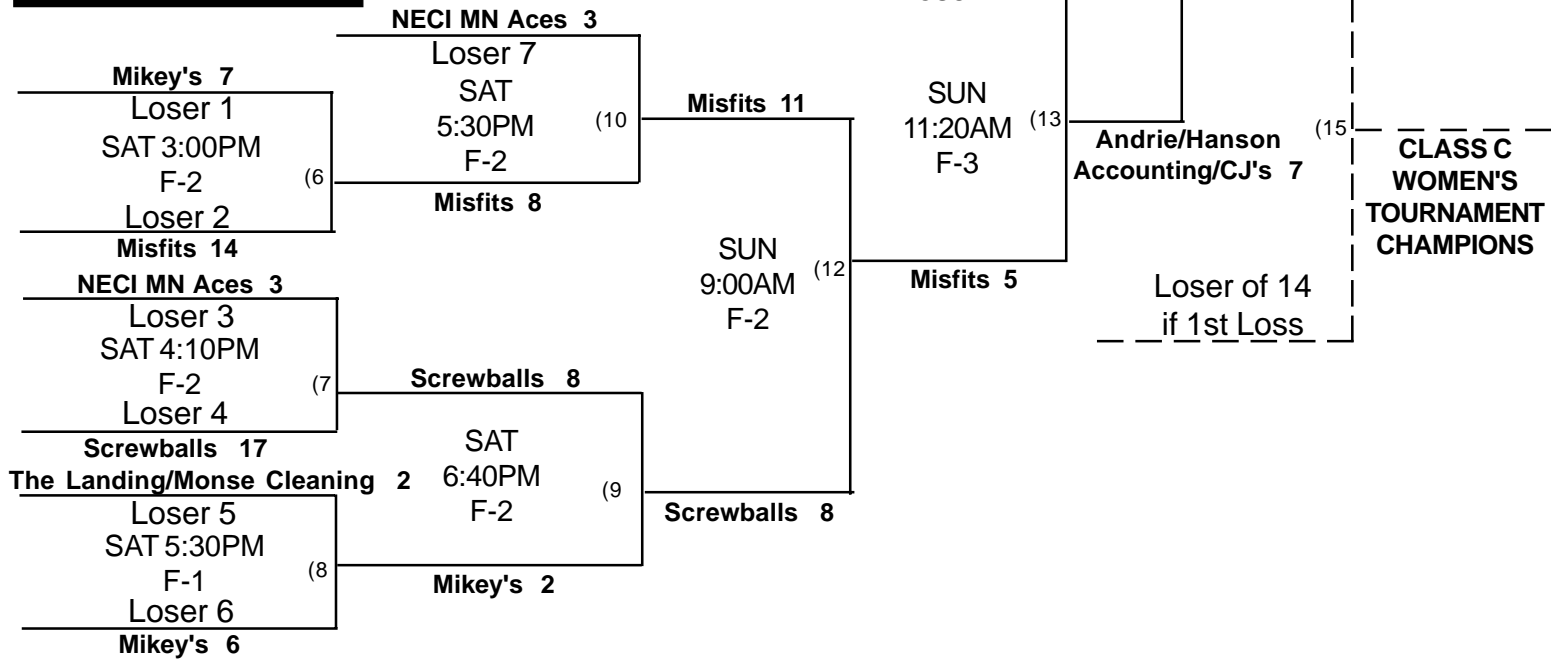 NECI MN Aces 3
Loser 7
SAT
5:30PM
F-2
(10
Mikey's 7
Loser 1
SAT 3:00PM
F-2
(6
Loser 2
Misfits 14
Misfits 8
Misfits 11
NECI MN Aces 3
Loser 3
SAT 4:10PM
F-2
(7
Loser 4
Screwballs 17
Screwballs 8
SAT
6:40PM
F-2
(9
The Landing/Monse Cleaning 2
Loser 5
SAT 5:30PM
F-1
(8
Loser 6
Mikey's 6
Mikey's 2
Screwballs 8
SUN
9:00AM
F-2
(12
SUN
11:20AM
F-3
(13
Misfits 5
Andrie/Hanson
Accounting/CJ's 7
Loser of 14
if 1st Loss
(15
CLASS C
WOMEN'S
TOURNAMENT
CHAMPIONS